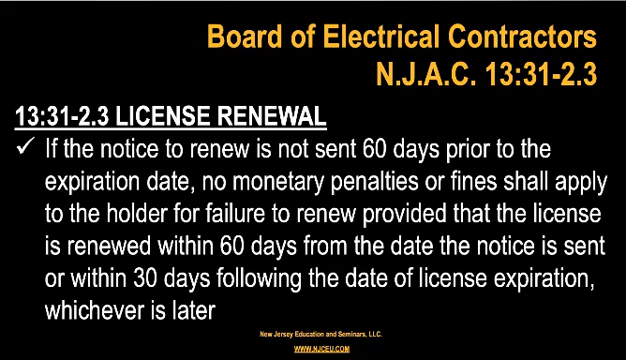 Board of Electrical Contractors
N.J.A.C. 13:31-2.3
13:31-2.3 LICENSE RENEWAL
✓ If the notice to renew is not sent 60 days prior to the
expiration date, no monetary penalties or fines shall apply
to the holder for failure to renew provided that the license
is renewed within 60 days from the date the notice is sent
or within 30 days following the date of license expiration,
whichever is later
New Jersey Education and Seminars, LLC.
WWW.NJCEU.COM